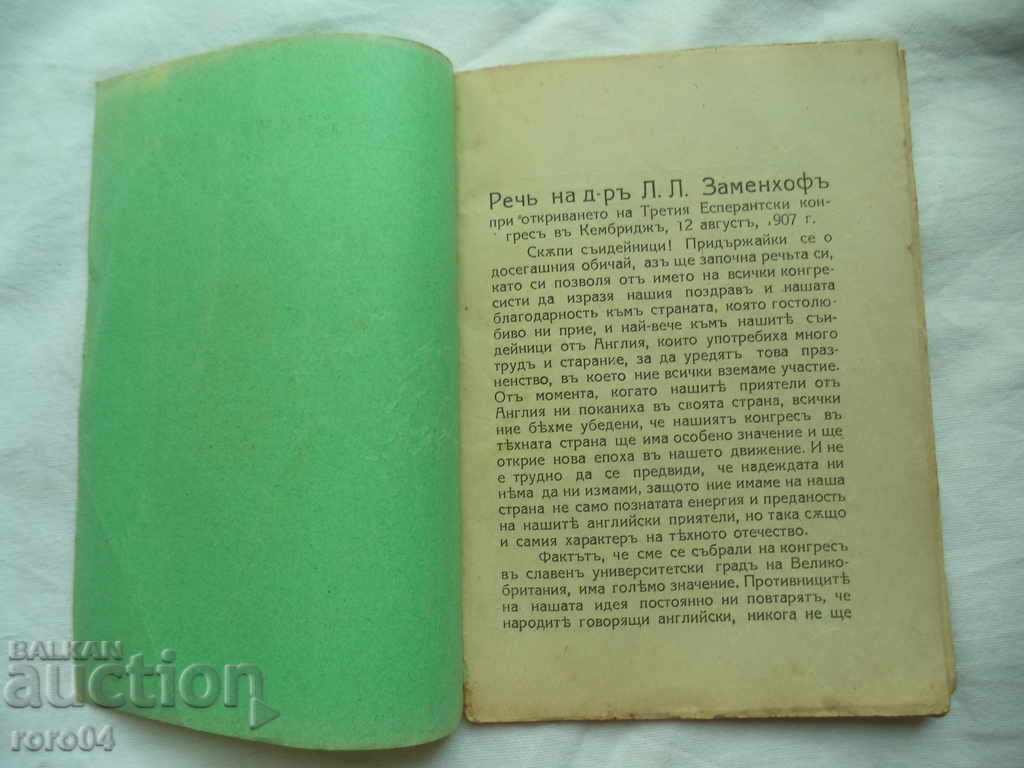 Речь на д-ръ Л. Л. Заменхофъ
при откриването на Третия Есперантски кон-
гресъ въ Кембриджъ, 12 августъ, 1907 г.
Скѫпи съидейници! Придържайки се о
досегашния обичай, азъ ще започна речьта си,
като си позволя отъ името на всички конгре-
систи да изразя нашия поздравъ и нашата
благодарность къмъ страната, която гостолю-
биво ни прие, и най-вече къмъ нашитѣ съи-
дейници отъ Англия, които употребиха много
трудъ и старание, за да уредятъ това праз-
ненство, въ което ние всички вземаме участие.
Отъ момента, когато нашитѣ приятели отъ
Англия ни поканиха въ своята страна, всички
ние бѣхме убедени, че нашиятъ конгресъ въ
тѣхната страна ще има особено значение и ще
открие нова епоха въ нашето движение. И не
е трудно да се предвиди, че надеждата ни
нѣма да ни измами, защото ние имаме на наша
страна не само познатата енергия и преданость
на нашитѣ английски приятели, но така сѫщо
и самия характеръ на тѣхното отечество.
Фактътъ, че сме се събрали на конгресъ
въ славенъ университетски градъ на Велико-
британия, има голѣмо значение. Противницитѣ
на нашата идея постоянно ни повтарятъ, че
народитѣ говорящи английски, никога не ще
BALKAN
auction
roro04